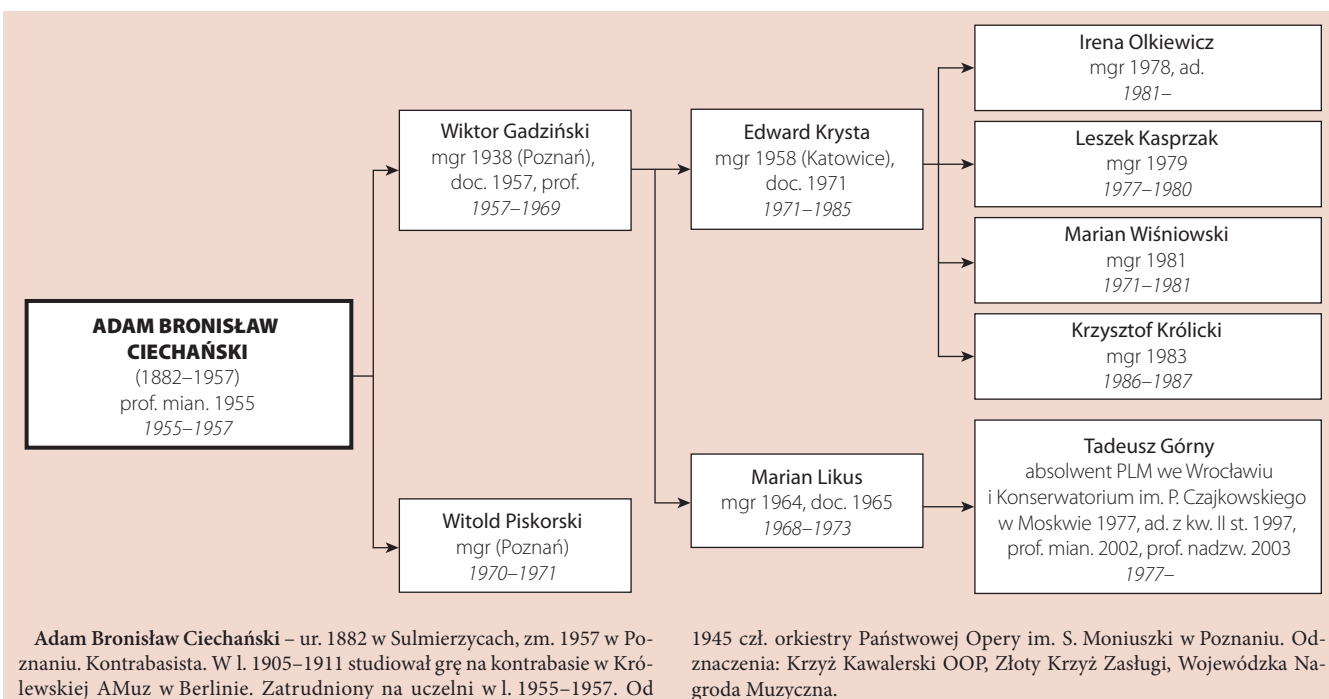 ADAM BRONISŁAW
CIECHAŃSKI
(1882–1957)
prof. mian. 1955
1955–1957
Wiktor Gadziński
mgr 1938 (Poznań),
doc. 1957, prof.
1957–1969
Witold Piskorski
mgr (Poznań)
1970–1971
Edward Krysta
mgr 1958 (Katowice),
doc. 1971
1971–1985
Marian Likus
mgr 1964, doc. 1965
1968–1973
Irena Olkiewicz
mgr 1978, ad.
1981–
Leszek Kasprzak
mgr 1979
1977–1980
Marian Wiśniowski
mgr 1981
1971–1981
Krzysztof Królicki
mgr 1983
1986–1987
Tadeusz Górny
absolwent PLM we Wrocławiu
i Konserwatorium im. P. Czajkowskiego
w Moskwie 1977, ad. z kw. II st. 1997,
prof. mian. 2002, prof. nadzw. 2003
1977–
Adam Bronisław Ciechański – ur. 1882 w Sulmierzycach, zm. 1957 w Po-
znaniu. Kontrabasista. W l. 1905–1911 studiował grę na kontrabasie w Kró-
lewskiej AMuz w Berlinie. Zatrudniony na uczelni w l. 1955–1957. Od
1945 czł. orkiestry Państwowej Opery im. S. Moniuszki w Poznaniu. Od-
znaczenia: Krzyż Kawalerski OOP, Złoty Krzyż Zasługi, Wojewódzka Na-
groda Muzyczna.